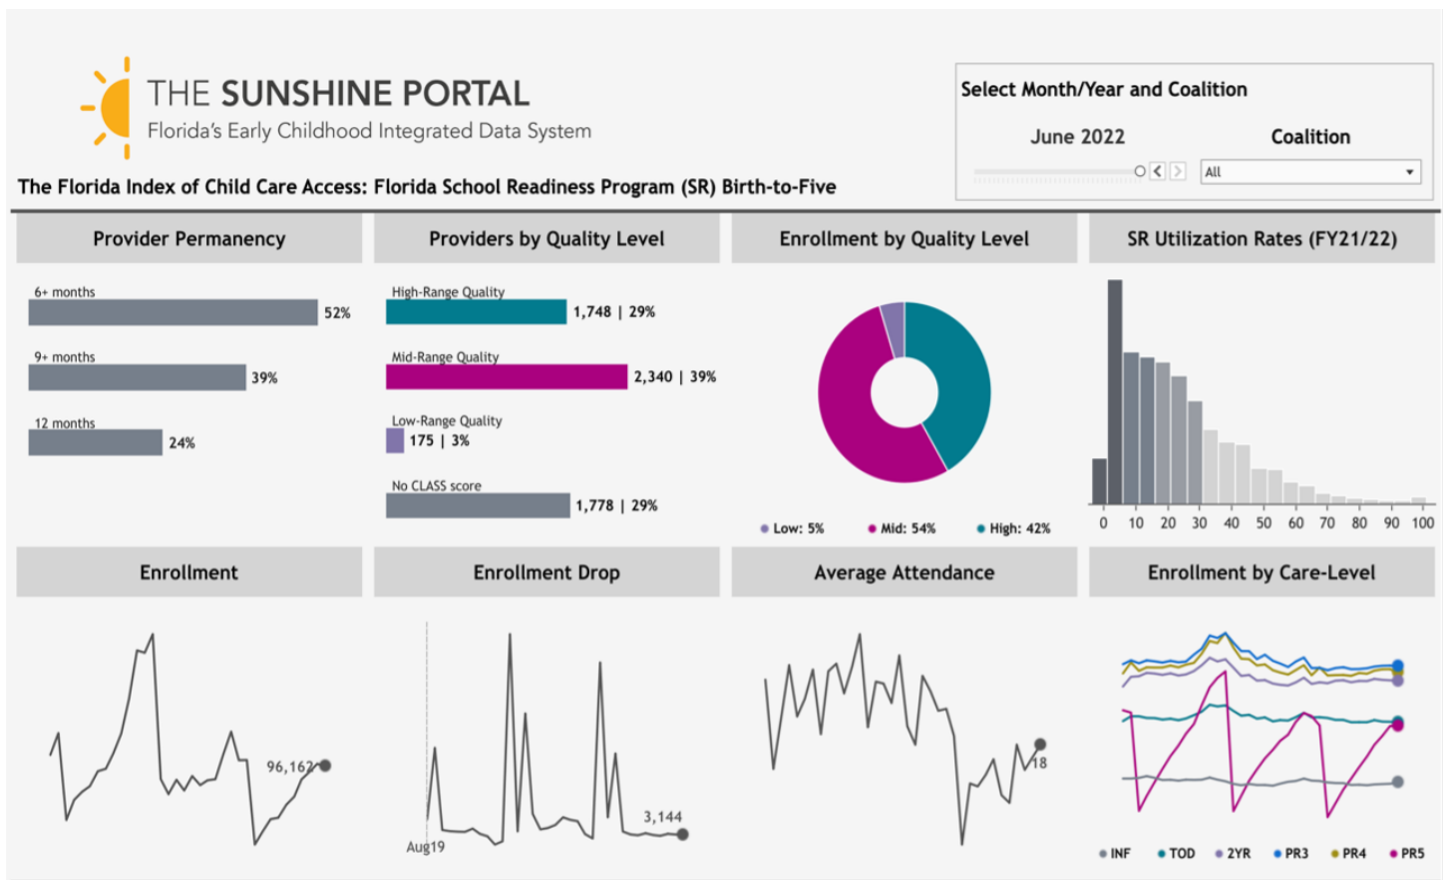 THE SUNSHINE PORTAL
Florida's Early Childhood Integrated Data System
Select Month/Year and Coalition
June 2022
Coalition
All
The Florida Index of Child Care Access: Florida School Readiness Program (SR) Birth-to-Five
Provider Permanency
6+ months
52%
9+ months
39%
12 months
24%
Providers by Quality Level
High-Range Quality
1,748 | 29%
Mid-Range Quality
2,340 | 39%
Low-Range Quality
175 | 3%
No CLASS score
1,778 | 29%
Enrollment by Quality Level
Low: 5%
Mid: 54%
High: 42%
SR Utilization Rates (FY21/22)
0 10 20 30 40 50 60 70 80 90 100
Enrollment
96,162
Enrollment Drop
3,144
Aug19
Average Attendance
18
Enrollment by Care-Level
INF TOD 2YR PR3 PR4 PR5